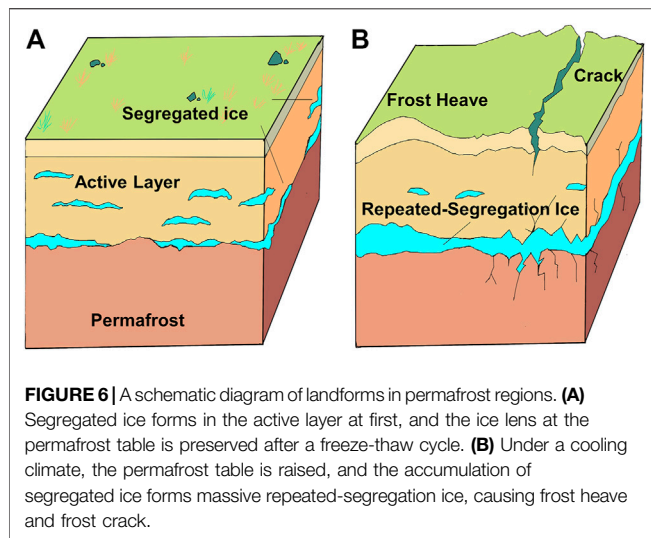 A
B
Segregated ice
Active Layer
Permafrost
Crack
Frost Heave
Repeated-Segregation Ice
FIGURE 6 | A schematic diagram of landforms in permafrost regions. (A)
Segregated ice forms in the active layer at first, and the ice lens at the
permafrost table is preserved after a freeze-thaw cycle. (B) Under a cooling
climate, the permafrost table is raised, and the accumulation of
segregated ice forms massive repeated-segregation ice, causing frost heave
and frost crack.